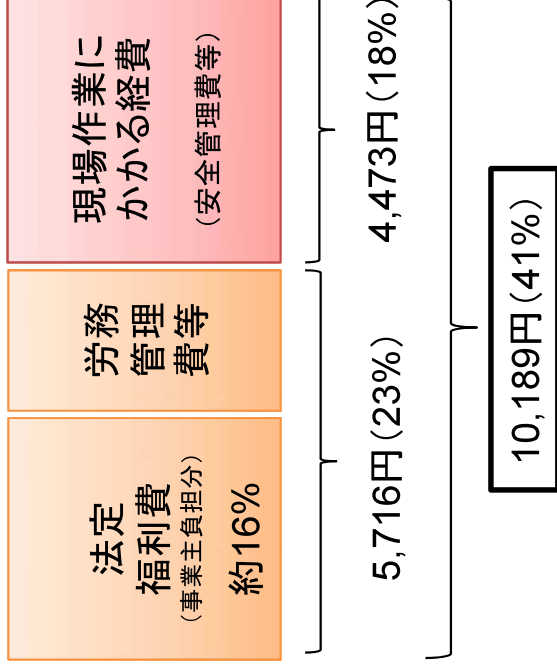 法定
福利費
（事業主負担分）
約16%
労務
管理
費等
現場作業に
かかる経費
（安全管理費等）
5,716円（23%）
4,473円（18%）
10,189円（41%）